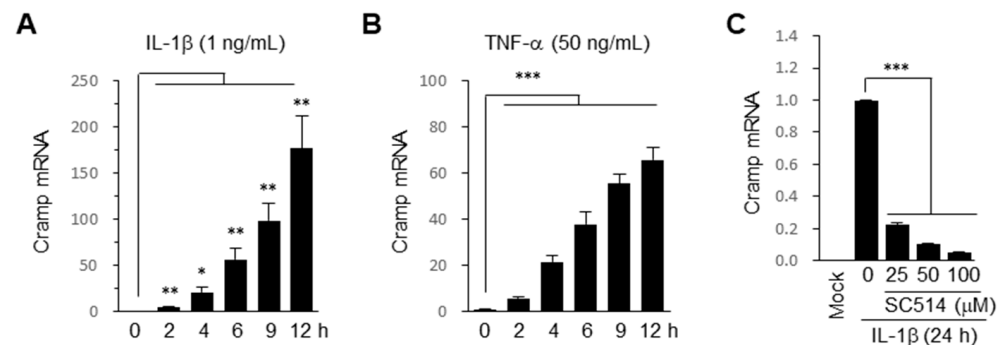 A
IL-1β (1 ng/mL)
Cramp mRNA
250
200
150
100
50
0
**
*
**
**
**
0 2 4 6 9 12 h
B
TNF-α (50 ng/mL)
Cramp mRNA
100
80
60
40
20
0
***
0 2 4 6 9 12 h
C
Cramp mRNA
1.4
1.2
1.0
0.8
0.6
0.4
0.2
0.0
***
Mock 0 25 50 100
SC514 (μM)
IL-1β (24 h)